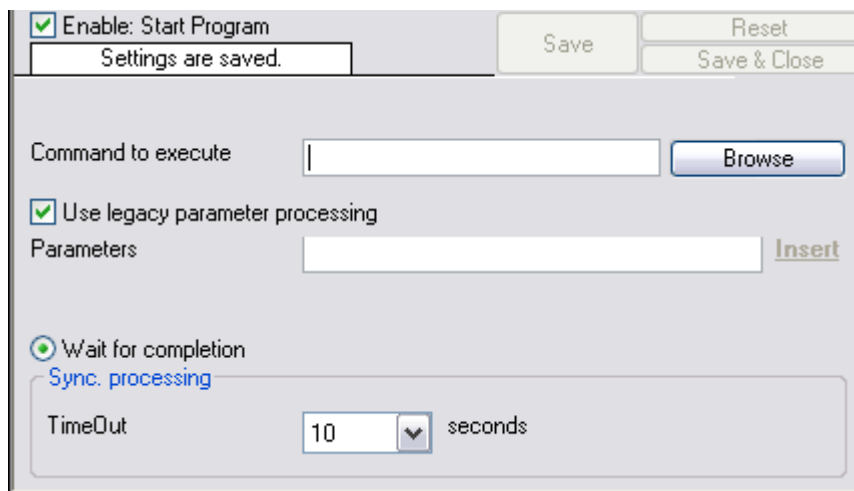 Enable: Start Program
Settings are saved.
Save
Reset
Save & Close
Command to execute
Browse
Use legacy parameter processing
Parameters
Insert
Wait for completion
Sync. processing
TimeOut 10 seconds